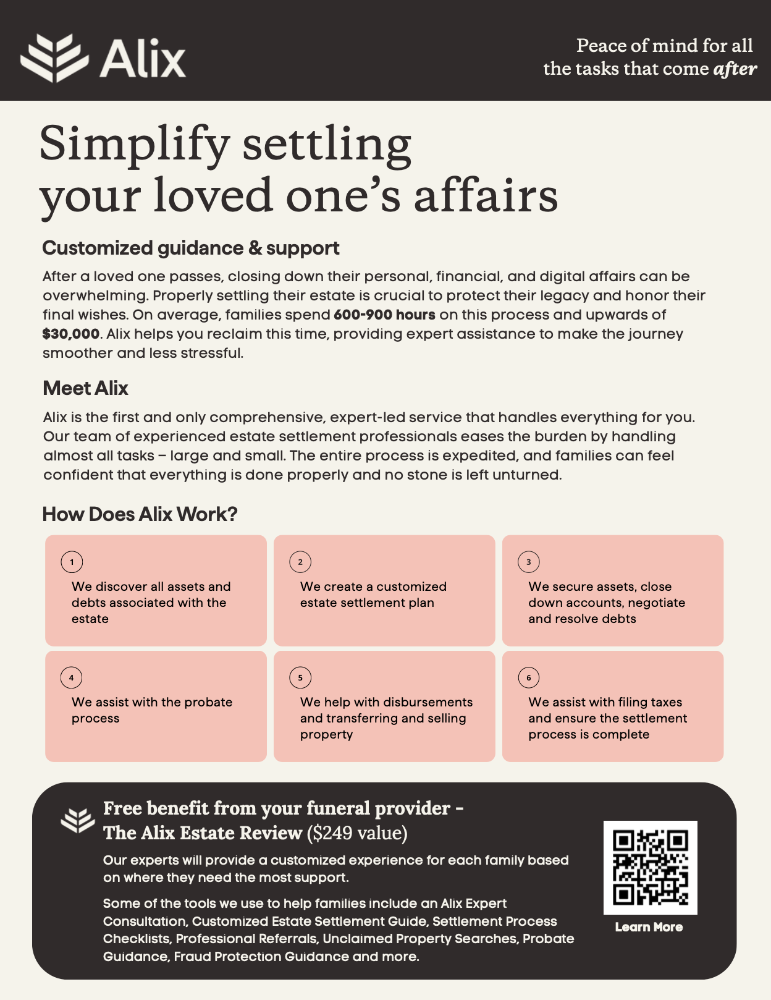 Alix
Peace of mind for all
the tasks that come after
Simplify settling
your loved one’s affairs
Customized guidance & support
After a loved one passes, closing down their personal, financial, and digital affairs can be
overwhelming. Properly settling their estate is crucial to protect their legacy and honor their
final wishes. On average, families spend 600-900 hours on this process and upwards of
$30,000. Alix helps you reclaim this time, providing expert assistance to make the journey
smoother and less stressful.
Meet Alix
Alix is the first and only comprehensive, expert-led service that handles everything for you.
Our team of experienced estate settlement professionals eases the burden by handling
almost all tasks – large and small. The entire process is expedited, and families can feel
confident that everything is done properly and no stone is left unturned.
How Does Alix Work?
1
We discover all assets and
debts associated with the
estate
2
We create a customized
estate settlement plan
3
We secure assets, close
down accounts, negotiate
and resolve debts
4
We assist with the probate
process
5
We help with disbursements
and transferring and selling
property
6
We assist with filing taxes
and ensure the settlement
process is complete
Free benefit from your funeral provider –
The Alix Estate Review ($249 value)
Our experts will provide a customized experience for each family based
on where they need the most support.
Some of the tools we use to help families include an Alix Expert
Consultation, Customized Estate Settlement Guide, Settlement Process
Checklists, Professional Referrals, Unclaimed Property Searches, Probate
Guidance, Fraud Protection Guidance and more.
Learn More